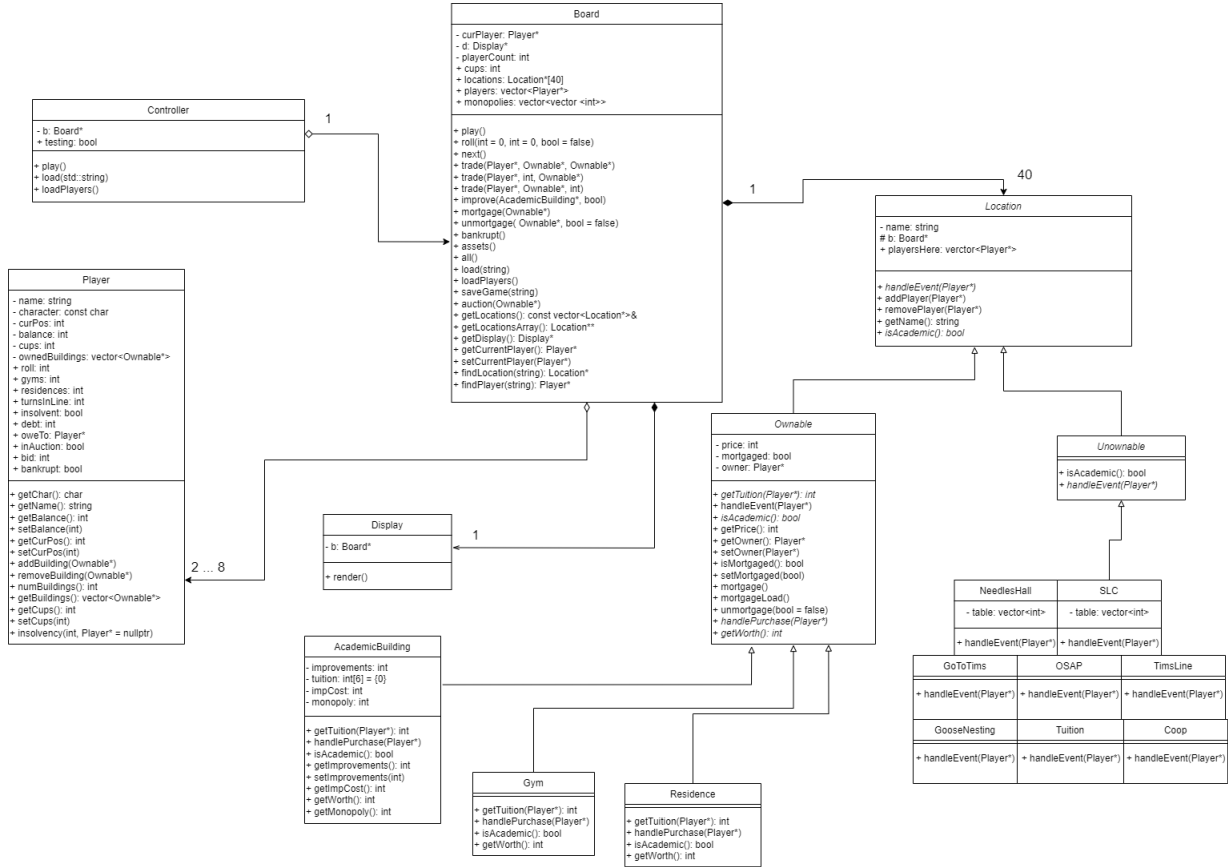 Board
- curPlayer: Player*
- d: Display*
- playerCount: int
+ cups: int
+ locations: Location*[40]
+ players: vector<Player*>
+ monopolies: vector<vector <int>>
+ play()
+ roll(int = 0, int = 0, bool = false)
+ next()
+ trade(Player*, Ownable*, Ownable*)
+ trade(Player*, int, Ownable*)
+ trade(Player*, Ownable*, int)
+ improve(AcademicBuilding*, bool)
+ mortgage(Ownable*)
+ unmortgage( Ownable*, bool = false)
+ bankrupt()
+ assets()
+ all()
+ load(string)
+ loadPlayers()
+ saveGame(string)
+ auction(Ownable*)
+ getLocations(): const vector<Location*>&
+ getLocationsArray(): Location**
+ getDisplay(): Display*
+ getCurrentPlayer(): Player*
+ setCurrentPlayer(Player*)
+ findLocation(string): Location*
+ findPlayer(string): Player*
Controller
- b: Board*
+ testing: bool
+ play()
+ load(std::string)
+ loadPlayers()
1
1
40
Location
- name: string
# b: Board*
+ playersHere: verctor<Player*>
+ handleEvent(Player*)
+ addPlayer(Player*)
+ removePlayer(Player*)
+ getName(): string
+ isAcademic(): bool
Player
- name: string
- character: const char
- curPos: int
- balance: int
- cups: int
- ownedBuildings: vector<Ownable*>
+ roll: int
+ gyms: int
+ residences: int
+ turnsInLine: int
+ insolvent: bool
+ debt: int
+ oweTo: Player*
+ inAuction: bool
+ bid: int
+ bankrupt: bool
+ getChar(): char
+ getName(): string
+ getBalance(): int
+ setBalance(int)
+ getCurPos(): int
+ setCurPos(int)
+ addBuilding(Ownable*)
+ removeBuilding(Ownable*)
+ numBuildings(): int
+ getBuildings(): vector<Ownable*>
+ getCups(): int
+ setCups(int)
+ insolvency(int, Player* = nullptr)
2 ... 8
Display
- b: Board*
+ render()
1
Ownable
- price: int
- mortgaged: bool
- owner: Player*
+ getTuition(Player*): int
+ handleEvent(Player*)
+ isAcademic(): bool
+ getPrice(): int
+ getOwner(): Player*
+ setOwner(Player*)
+ isMortgaged(): bool
+ setMortgaged(bool)
+ mortgage()
+ mortgageLoad()
+ unmortgage(bool = false)
+ handlePurchase(Player*)
+ getWorth(): int
Unownable
+ isAcademic(): bool
+ handleEvent(Player*)
NeedlesHall
- table: vector<int>
+ handleEvent(Player*)
SLC
- table: vector<int>
+ handleEvent(Player*)
GoToTims
+ handleEvent(Player*)
OSAP
+ handleEvent(Player*)
TimsLine
+ handleEvent(Player*)
GooseNesting
+ handleEvent(Player*)
Tuition
+ handleEvent(Player*)
Coop
+ handleEvent(Player*)
AcademicBuilding
- improvements: int
- tuition: int[6] = {0}
- impCost: int
- monopoly: int
+ getTuition(Player*): int
+ handlePurchase(Player*)
+ isAcademic(): bool
+ getImprovements(): int
+ setImprovements(int)
+ getImpCost(): int
+ getWorth(): int
+ getMonopoly(): int
Gym
+ getTuition(Player*): int
+ handlePurchase(Player*)
+ isAcademic(): bool
+ getWorth(): int
Residence
+ getTuition(Player*): int
+ handlePurchase(Player*)
+ isAcademic(): bool
+ getWorth(): int